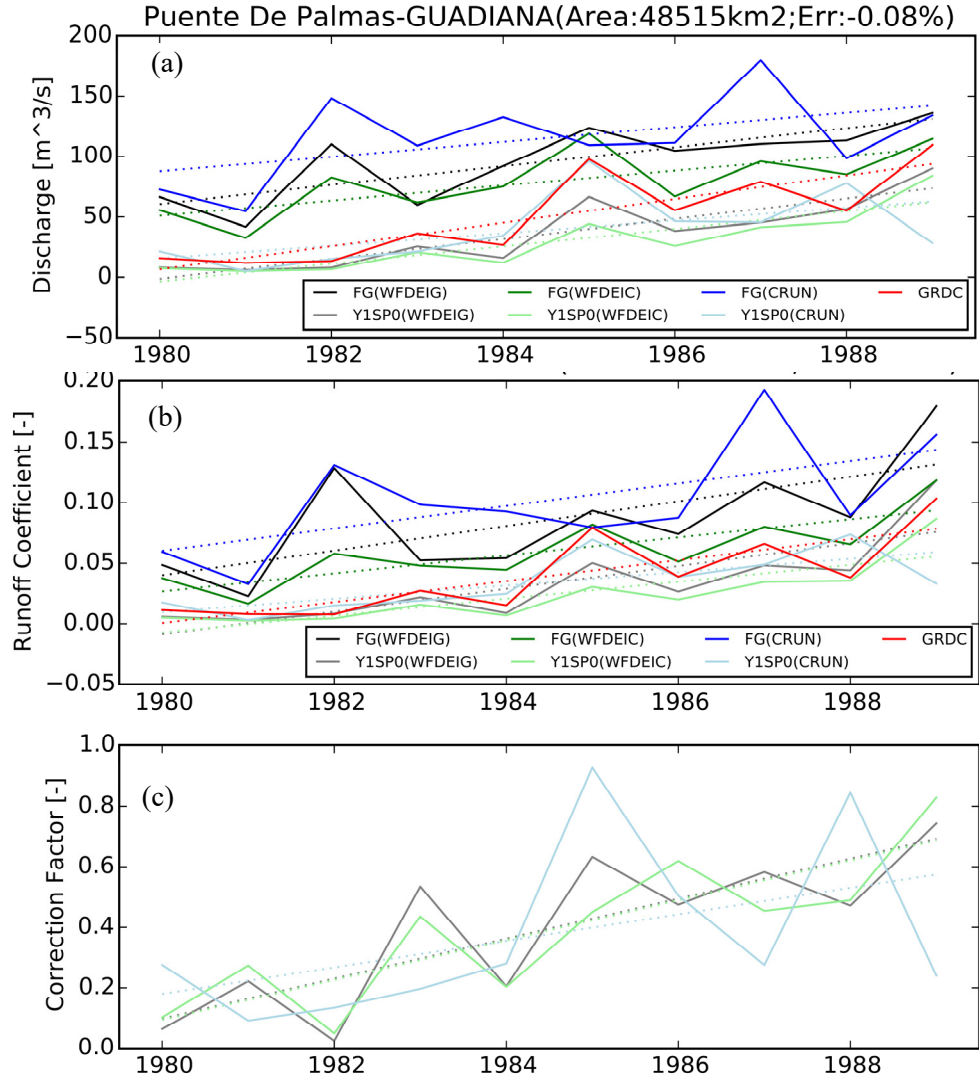 Puente De Palmas-GUADIANA(Area:48515km2;Err:-0.08%)
200
(a)
150
100
50
0
−50
Discharge [m^3/s]
FG(WFDEIG) FG(WFDEIC) FG(CRUN) GRDC
Y1SP0(WFDEIG) Y1SP0(WFDEIC) Y1SP0(CRUN)
1980 1982 1984 1986 1988
0.20
(b)
0.15
0.10
0.05
0.00
−0.05
Runoff Coefficient [-]
FG(WFDEIG) FG(WFDEIC) FG(CRUN) GRDC
Y1SP0(WFDEIG) Y1SP0(WFDEIC) Y1SP0(CRUN)
1980 1982 1984 1986 1988
1.0
(c)
0.8
0.6
0.4
0.2
0.0
Correction Factor [-]
1980 1982 1984 1986 1988